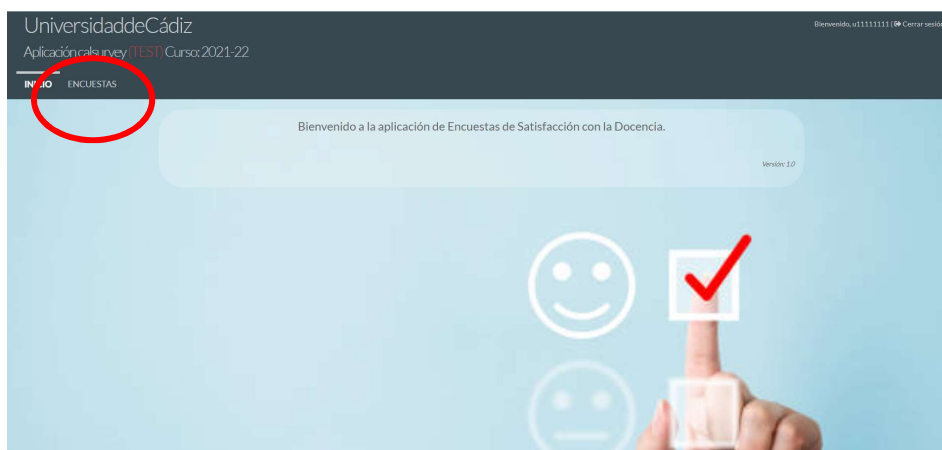 UniversidaddeCádiz
Bienvenido, u11111111 (Cerrar sesión
Aplicación calsurvey (TEST) Curso: 2021-22
INICIO ENCUESTAS
Bienvenido a la aplicación de Encuestas de Satisfacción con la Docencia.
Versión: 1.0